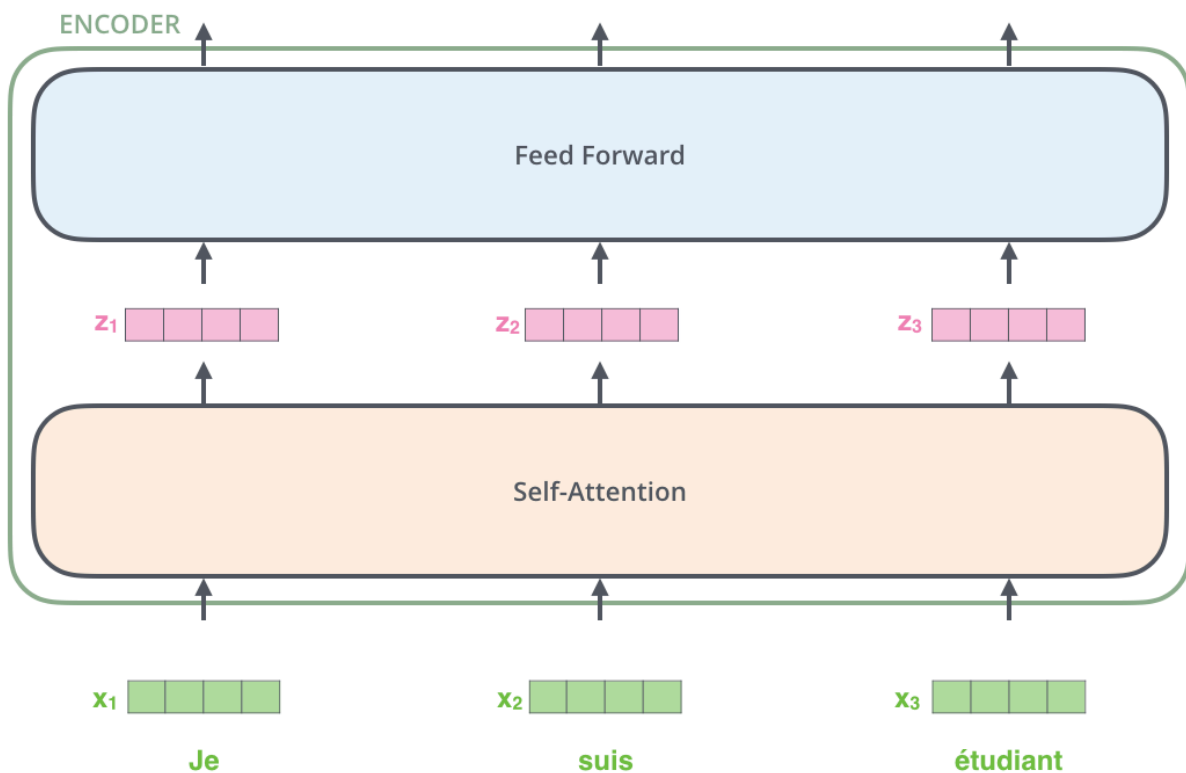 ENCODER
Feed Forward
z₁ z₂ z₃
Self-Attention
x₁ x₂ x₃
Je suis étudiant